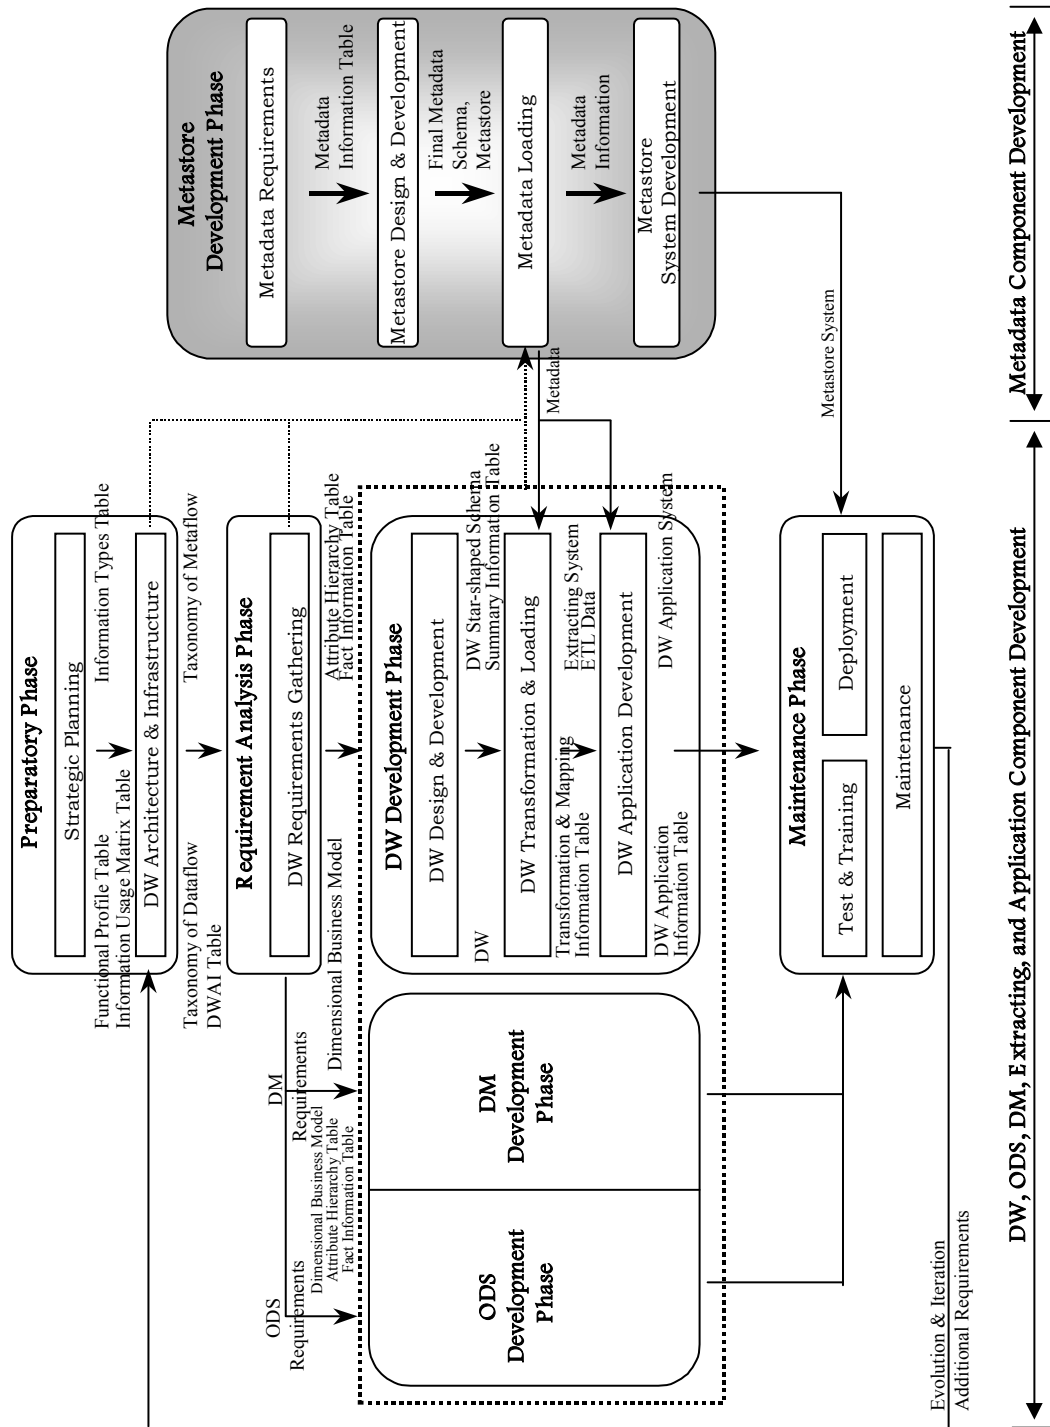 Preparatory Phase
Strategic Planning
Functional Profile Table
Information Usage Matrix Table
Information Types Table
DW Architecture & Infrastructure
Taxonomy of Dataflow
DWAI Table
Taxonomy of Metaflow
Requirement Analysis Phase
DW Requirements Gathering
Dimensional Business Model
Attribute Hierarchy Table
Fact Information Table
DM
Requirements
ODS
Requirements
Dimensional Business Model
Attribute Hierarchy Table
Fact Information Table
ODS
Development
Phase
DM
Development
Phase
DW Development Phase
DW Design & Development
DW
DW Star-shaped Schema
Summary Information Table
DW Transformation & Loading
Transformation & Mapping
Information Table
Extracting System
ETL Data
DW Application Development
DW Application
Information Table
DW Application System
Maintenance Phase
Test & Training
Deployment
Maintenance
Evolution & Iteration
Additional Requirements
Metastore
Development Phase
Metadata Requirements
Metadata
Information Table
Metastore Design & Development
Final Metadata
Schema,
Metastore
Metadata Loading
Metadata
Information
Metastore
System Development
Metadata
Metastore System
DW, ODS, DM, Extracting, and Application Component Development
Metadata Component Development